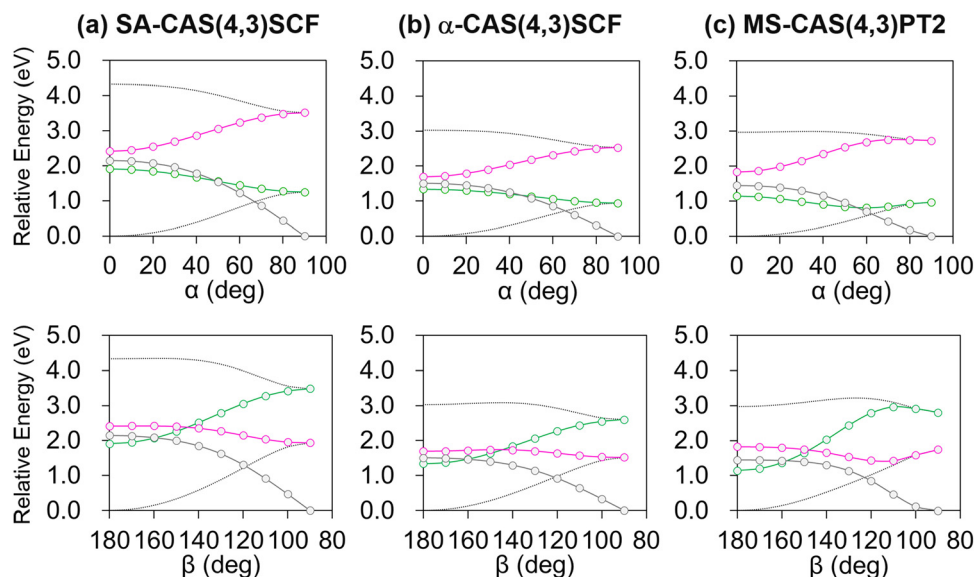 (a) SA-CAS(4,3)SCF
(b) α-CAS(4,3)SCF
(c) MS-CAS(4,3)PT2
Relative Energy (eV)
5.0
4.0
3.0
2.0
1.0
0.0
0 20 40 60 80 100
α (deg)
5.0
4.0
3.0
2.0
1.0
0.0
0 20 40 60 80 100
α (deg)
5.0
4.0
3.0
2.0
1.0
0.0
0 20 40 60 80 100
α (deg)
Relative Energy (eV)
5.0
4.0
3.0
2.0
1.0
0.0
180 160 140 120 100 80
β (deg)
5.0
4.0
3.0
2.0
1.0
0.0
180 160 140 120 100 80
β (deg)
5.0
4.0
3.0
2.0
1.0
0.0
180 160 140 120 100 80
β (deg)